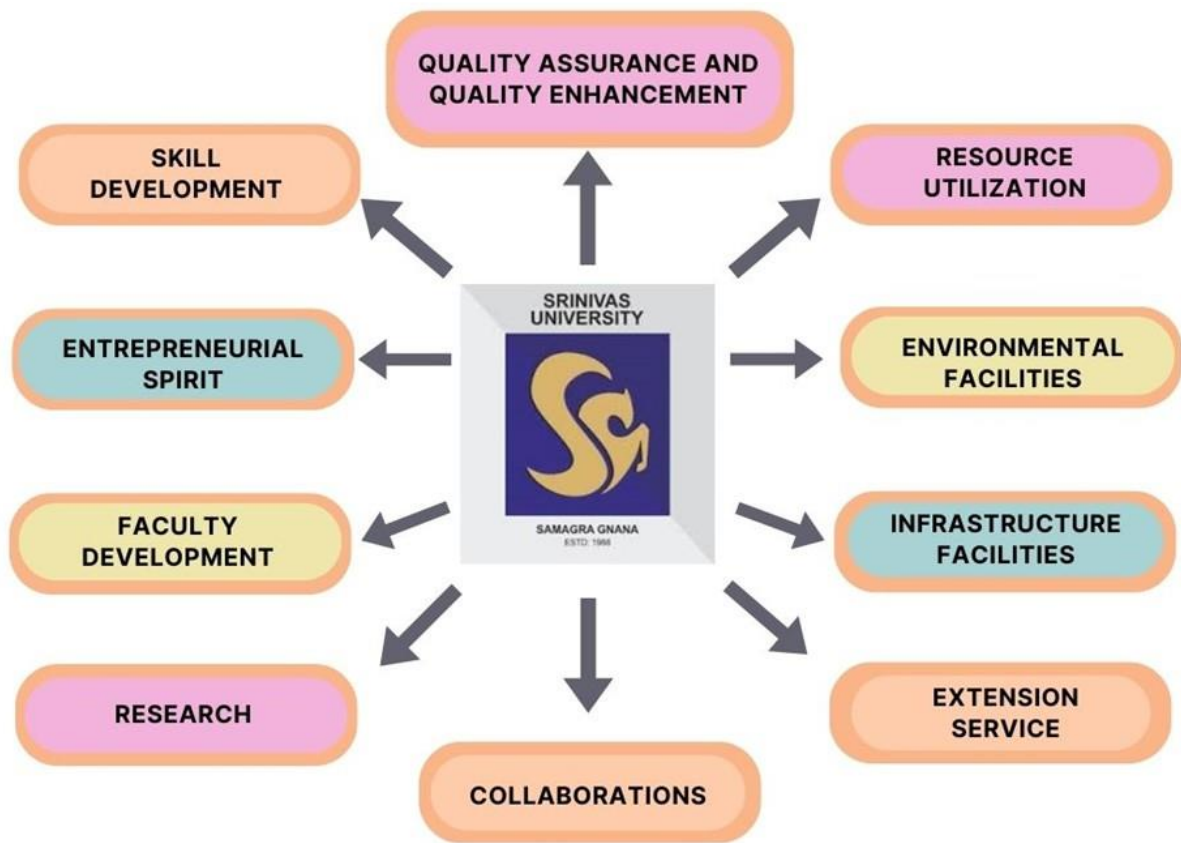 QUALITY ASSURANCE AND
QUALITY ENHANCEMENT
SKILL
DEVELOPMENT
RESOURCE
UTILIZATION
SRINIVAS
UNIVERSITY
ENTREPRENEURIAL
SPIRIT
ENVIRONMENTAL
FACILITIES
FACULTY
DEVELOPMENT
SAMAGRA GNANA
ESTD: 1988
INFRASTRUCTURE
FACILITIES
RESEARCH
EXTENSION
SERVICE
COLLABORATIONS